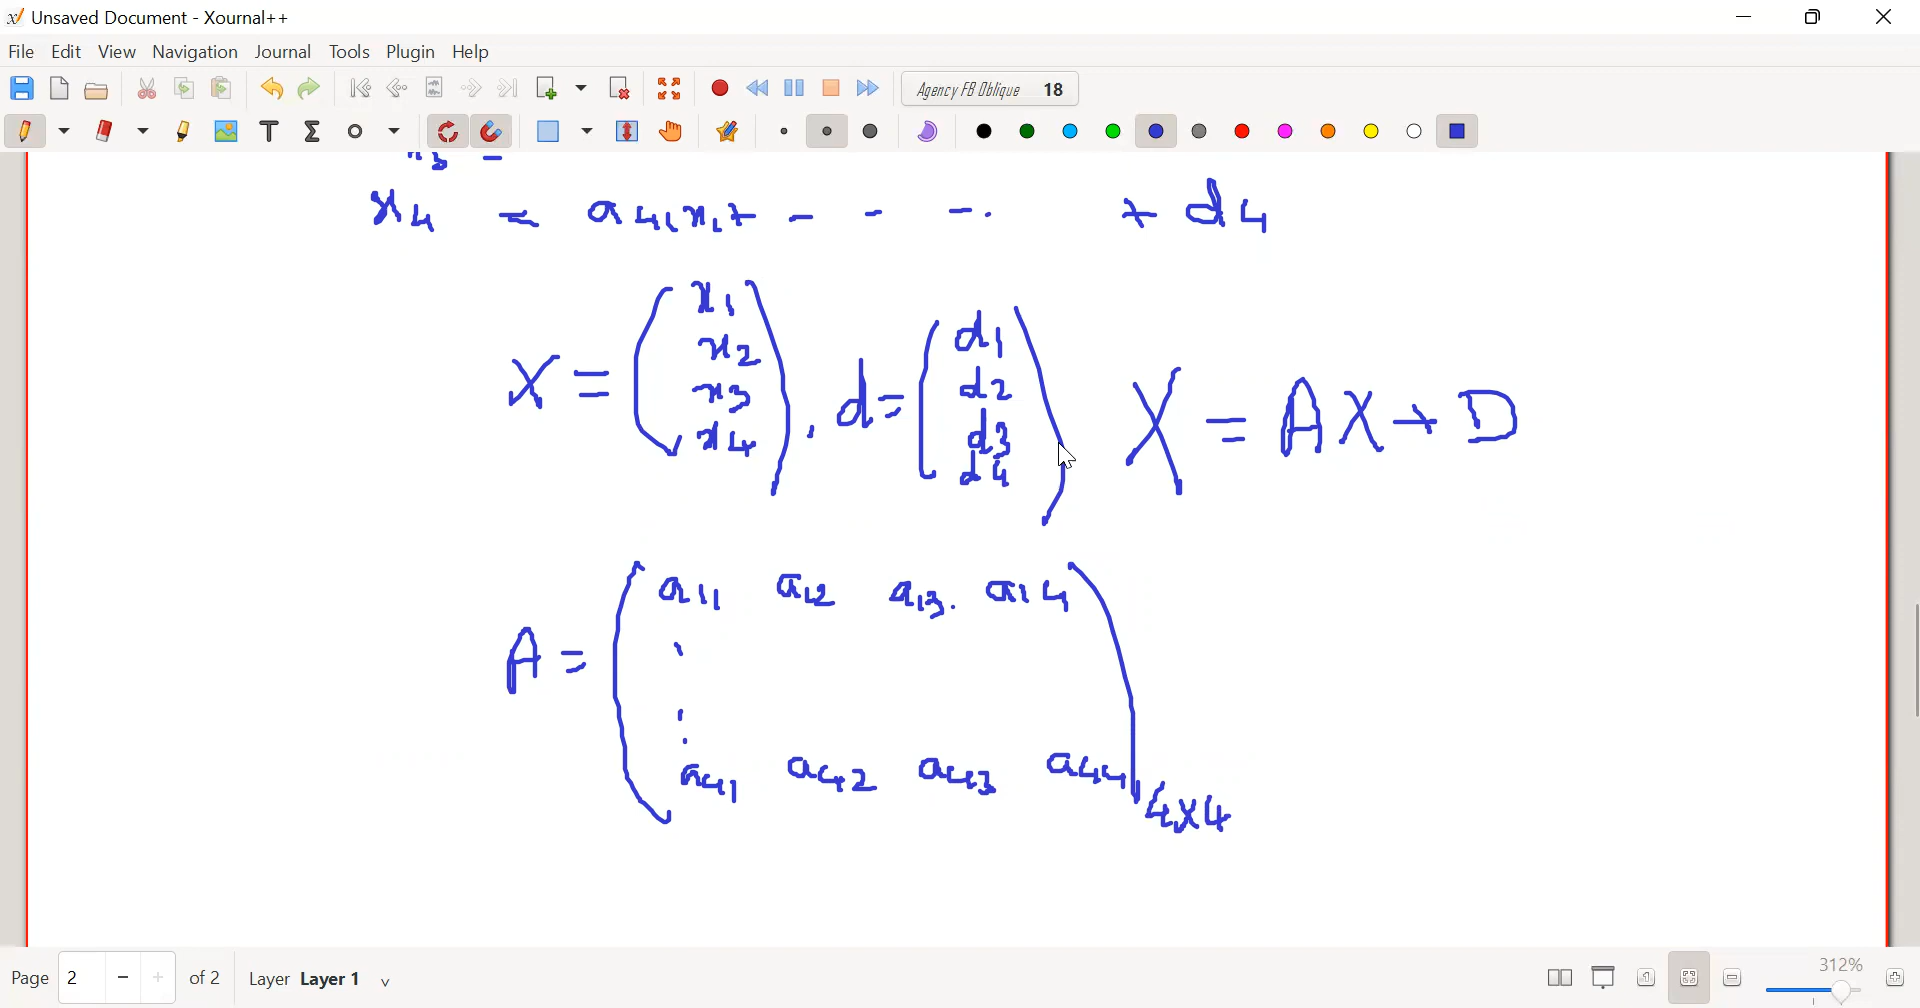 Unsaved Document - Xournal++
File Edit View Navigation Journal Tools Plugin Help
Agency FB Oblique 18
x3 =
x4 = a41x1+ - - -. + d4
X = (x1 x2 x3 x4), d = (d1 d2 d3 d4) X = AX + D
A = (a11 a12 a13. a14
.
.
.
a41 a42 a43 a44) 4x4
Page 2 - + of 2 Layer Layer 1 v 312%